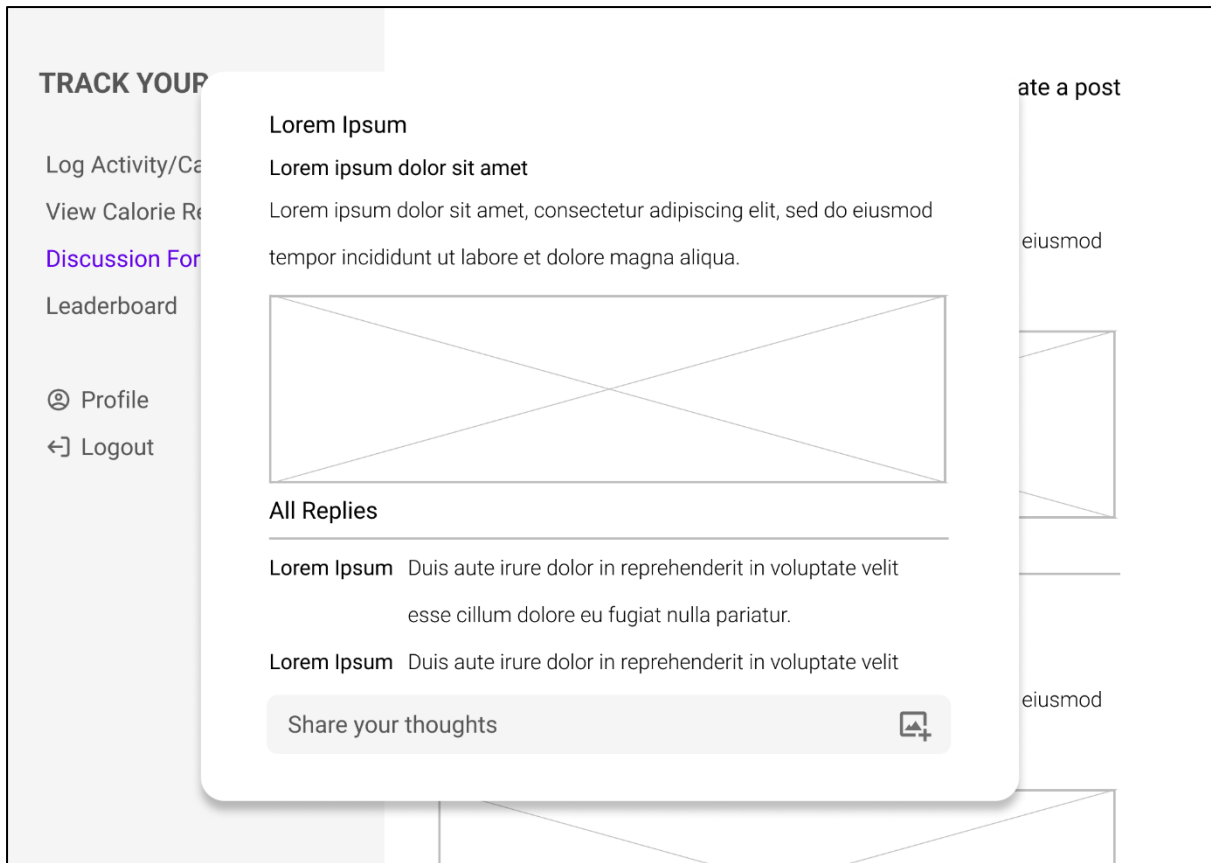 TRACK YOUR
Log Activity/Ca
View Calorie Re
Discussion For
Leaderboard
Profile
Logout
ate a post
eiusmod
eiusmod
Lorem Ipsum
Lorem ipsum dolor sit amet
Lorem ipsum dolor sit amet, consectetur adipiscing elit, sed do eiusmod
tempor incididunt ut labore et dolore magna aliqua.
All Replies
Lorem Ipsum Duis aute irure dolor in reprehenderit in voluptate velit
esse cillum dolore eu fugiat nulla pariatur.
Lorem Ipsum Duis aute irure dolor in reprehenderit in voluptate velit
Share your thoughts